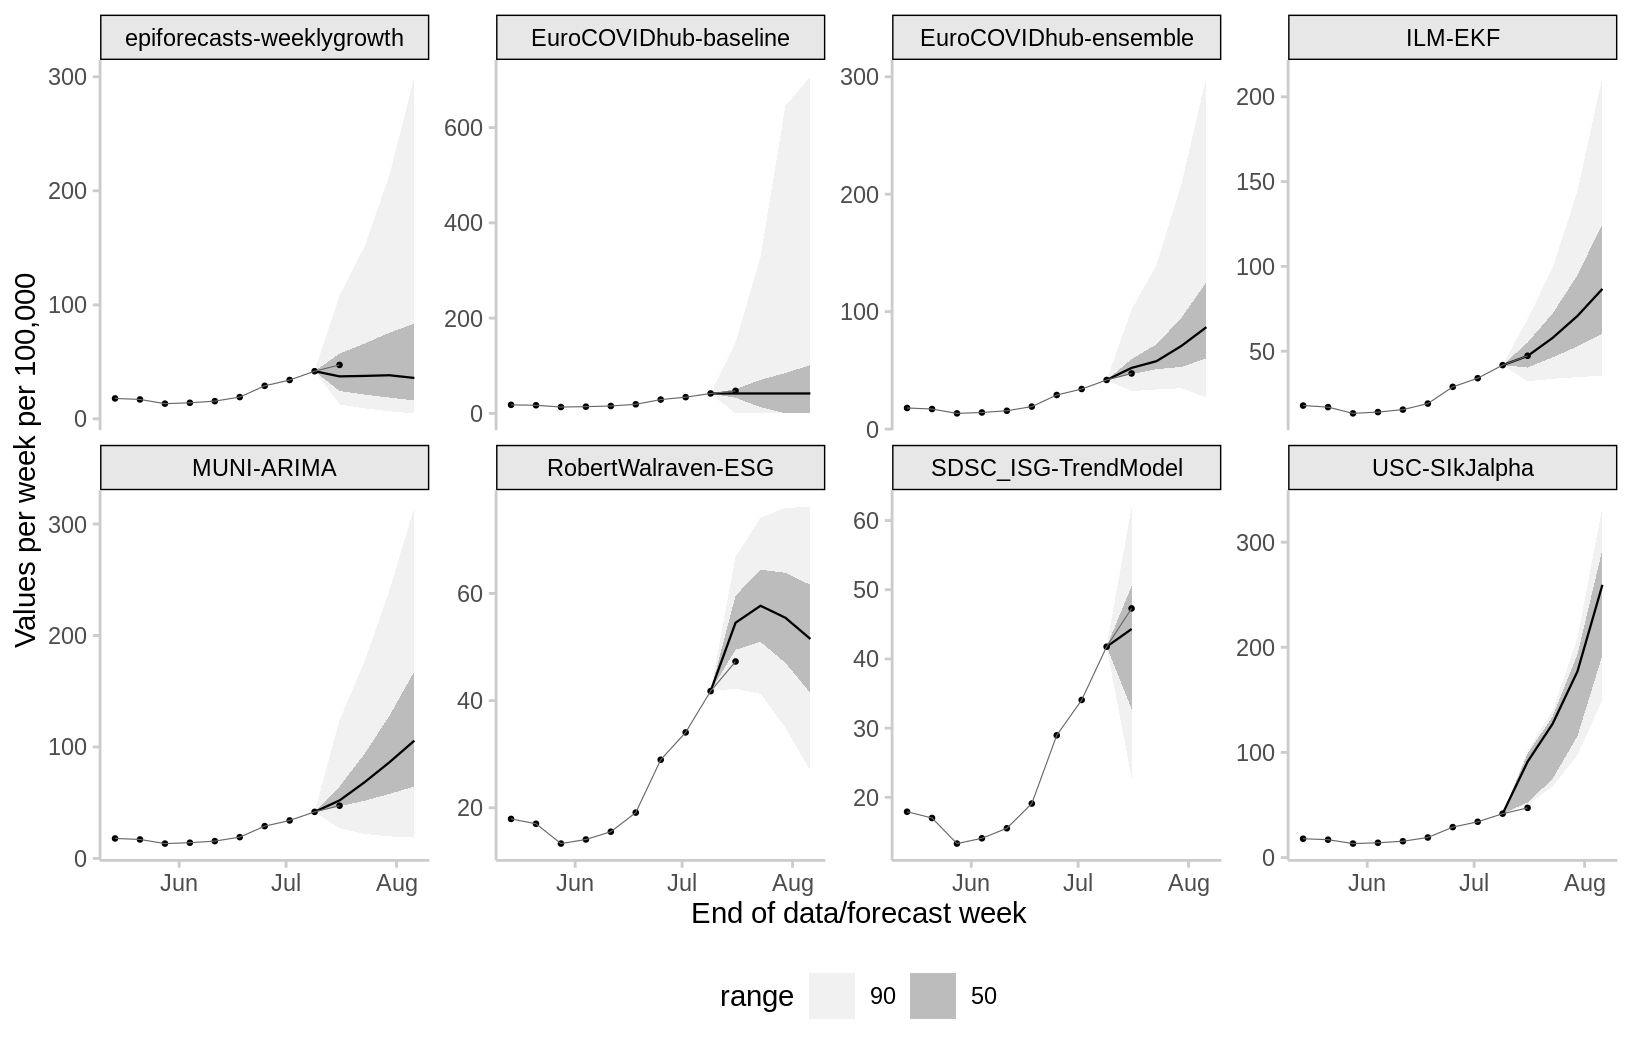 epiforecasts-weeklygrowth
EuroCOVIDhub-baseline
EuroCOVIDhub-ensemble
ILM-EKF
300
200
100
0
600
400
200
0
300
200
100
0
200
150
100
50
MUNI-ARIMA
RobertWalraven-ESG
SDSC_ISG-TrendModel
USC-SIkJalpha
300
200
100
0
60
40
20
60
50
40
30
20
300
200
100
0
Jun Jul Aug
Jun Jul Aug
Jun Jul Aug
Jun Jul Aug
Values per week per 100,000
End of data/forecast week
range 90 50